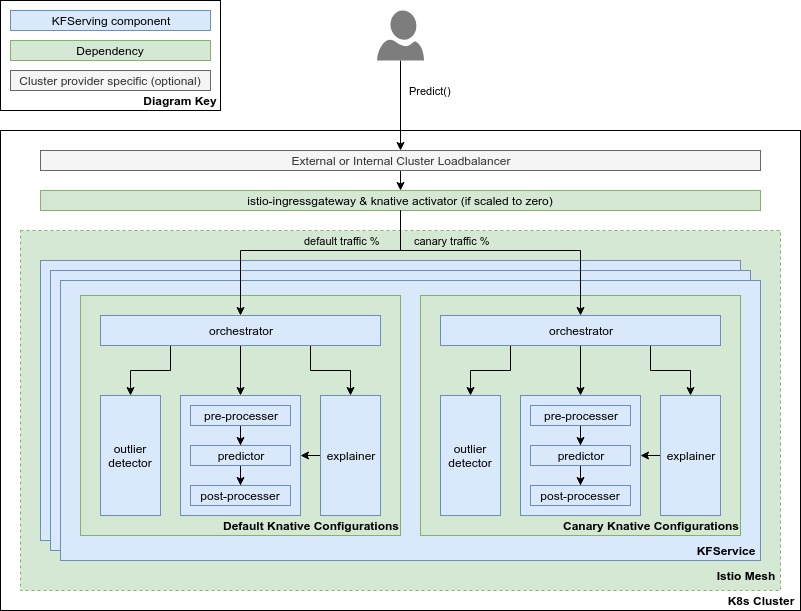 KFServing component
Dependency
Cluster provider specific (optional)
Diagram Key
Predict()
External or Internal Cluster Loadbalancer
istio-ingressgateway & knative activator (if scaled to zero)
default traffic %
canary traffic %
orchestrator
outlier
detector
pre-processer
predictor
post-processer
explainer
Default Knative Configurations
orchestrator
outlier
detector
pre-processer
predictor
post-processer
explainer
Canary Knative Configurations
KFService
Istio Mesh
K8s Cluster